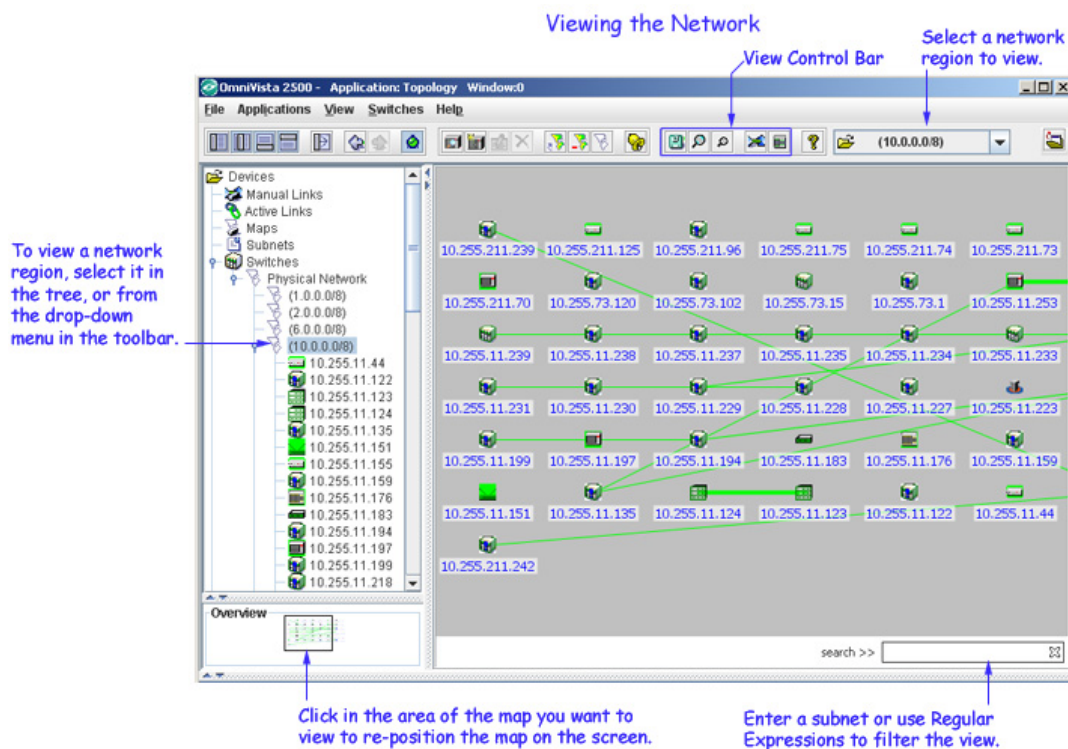 Viewing the Network
Select a network
region to view.
View Control Bar
OmniVista 2500 - Application: Topology Window:0
File Applications View Switches Help
(10.0.0.0/8)
Devices
Manual Links
Active Links
Maps
Subnets
Switches
Physical Network
(1.0.0.0/8)
(2.0.0.0/8)
(6.0.0.0/8)
(10.0.0.0/8)
10.255.11.44
10.255.11.122
10.255.11.123
10.255.11.124
10.255.11.135
10.255.11.151
10.255.11.155
10.255.11.159
10.255.11.176
10.255.11.183
10.255.11.194
10.255.11.197
10.255.11.199
10.255.11.218
To view a network
region, select it in
the tree, or from
the drop-down
menu in the toolbar.
10.255.211.239 10.255.211.125 10.255.211.96 10.255.211.75 10.255.211.74 10.255.211.73
10.255.211.70 10.255.73.120 10.255.73.102 10.255.73.15 10.255.73.1 10.255.11.253
10.255.11.239 10.255.11.238 10.255.11.237 10.255.11.235 10.255.11.234 10.255.11.233
10.255.11.231 10.255.11.230 10.255.11.229 10.255.11.228 10.255.11.227 10.255.11.223
10.255.11.199 10.255.11.197 10.255.11.194 10.255.11.183 10.255.11.176 10.255.11.159
10.255.11.151 10.255.11.135 10.255.11.124 10.255.11.123 10.255.11.122 10.255.11.44
10.255.211.242
Overview
search >>
Click in the area of the map you want to
view to re-position the map on the screen.
Enter a subnet or use Regular
Expressions to filter the view.